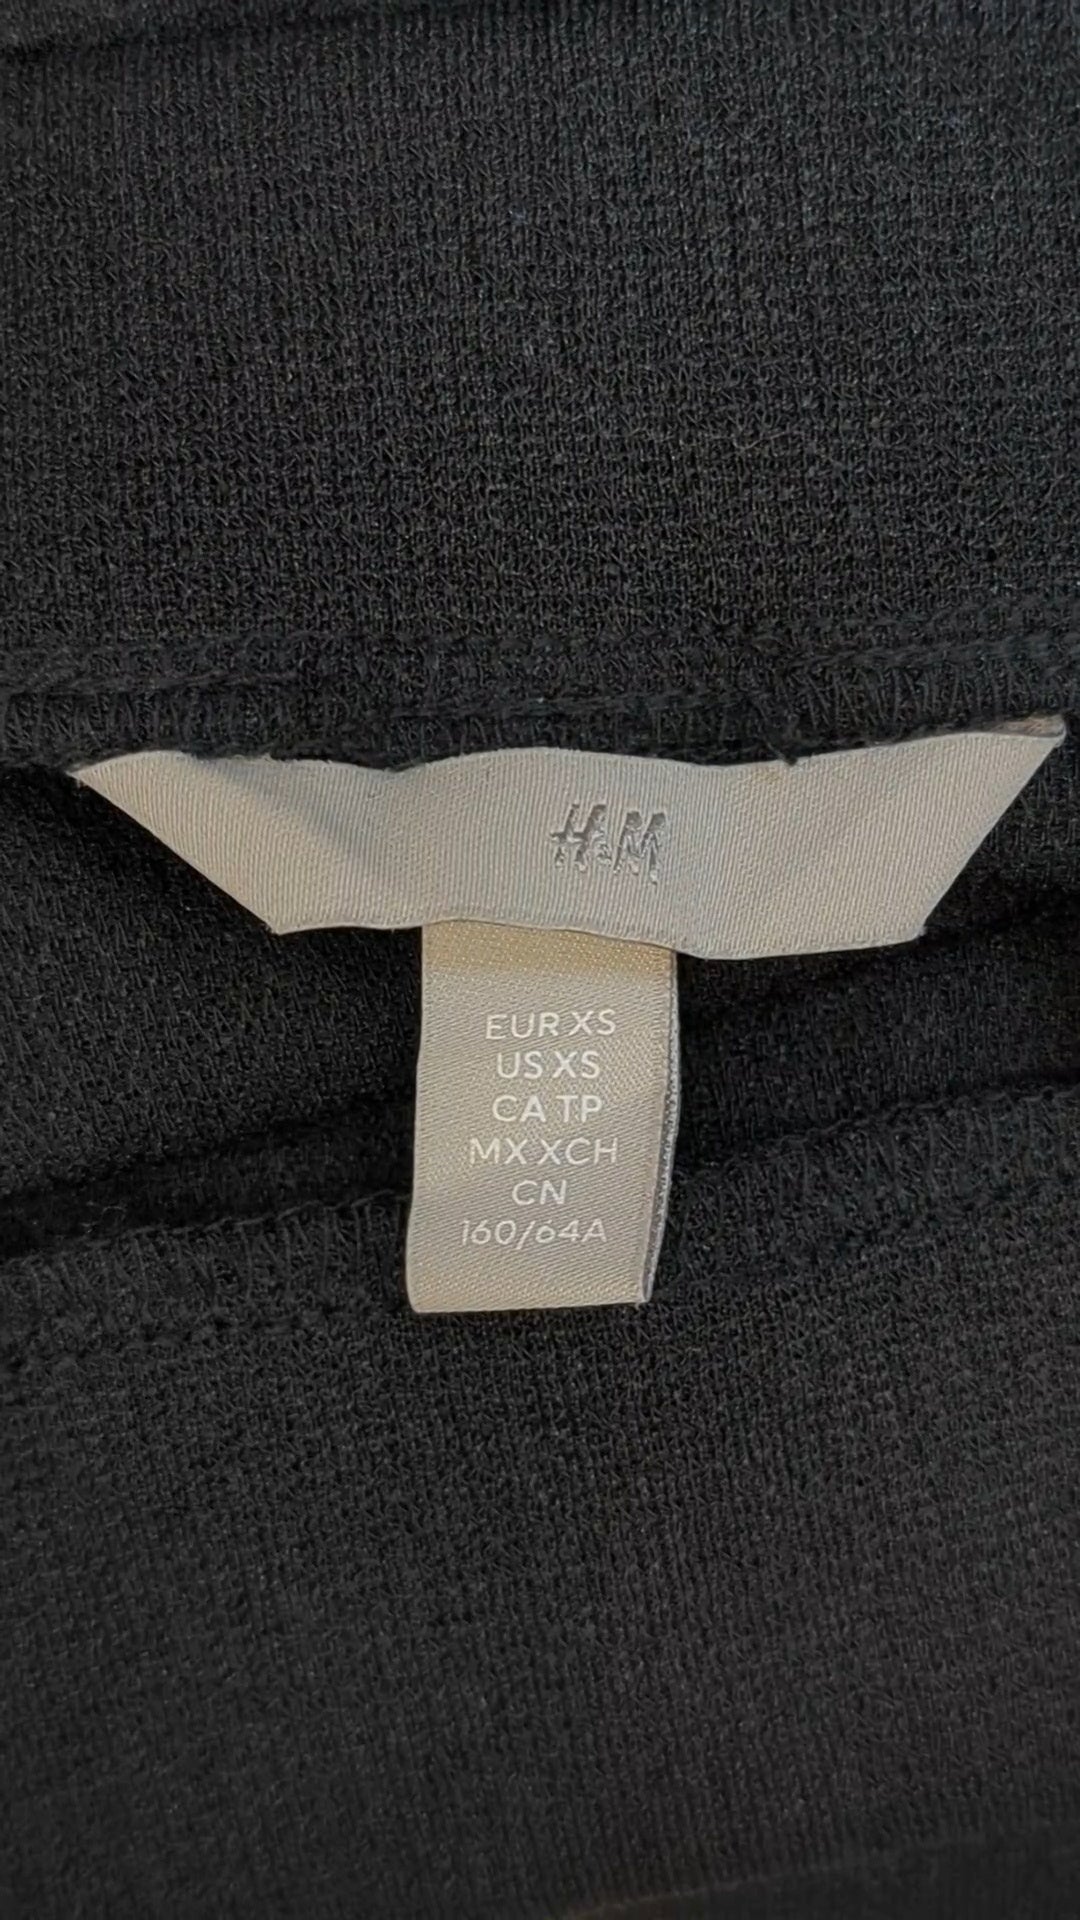 H&M
EUR XS
US XS
CA TP
MX XCH
CN
160/64A